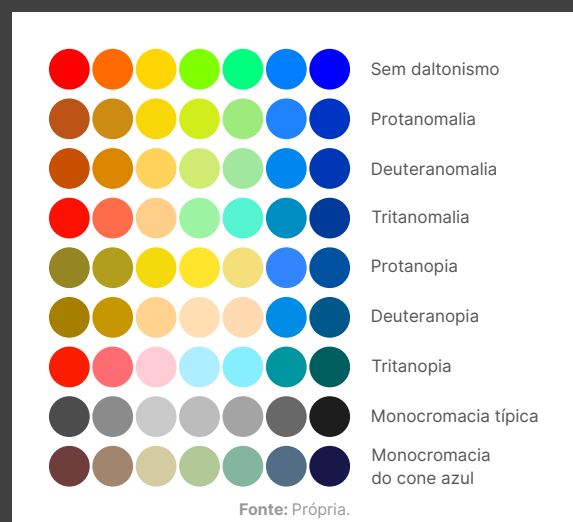 Sem daltonismo
Protanomalia
Deuteranomalia
Tritanomalia
Protanopia
Deuteranopia
Tritanopia
Monocromacia típica
Monocromacia
do cone azul
Fonte: Própria.